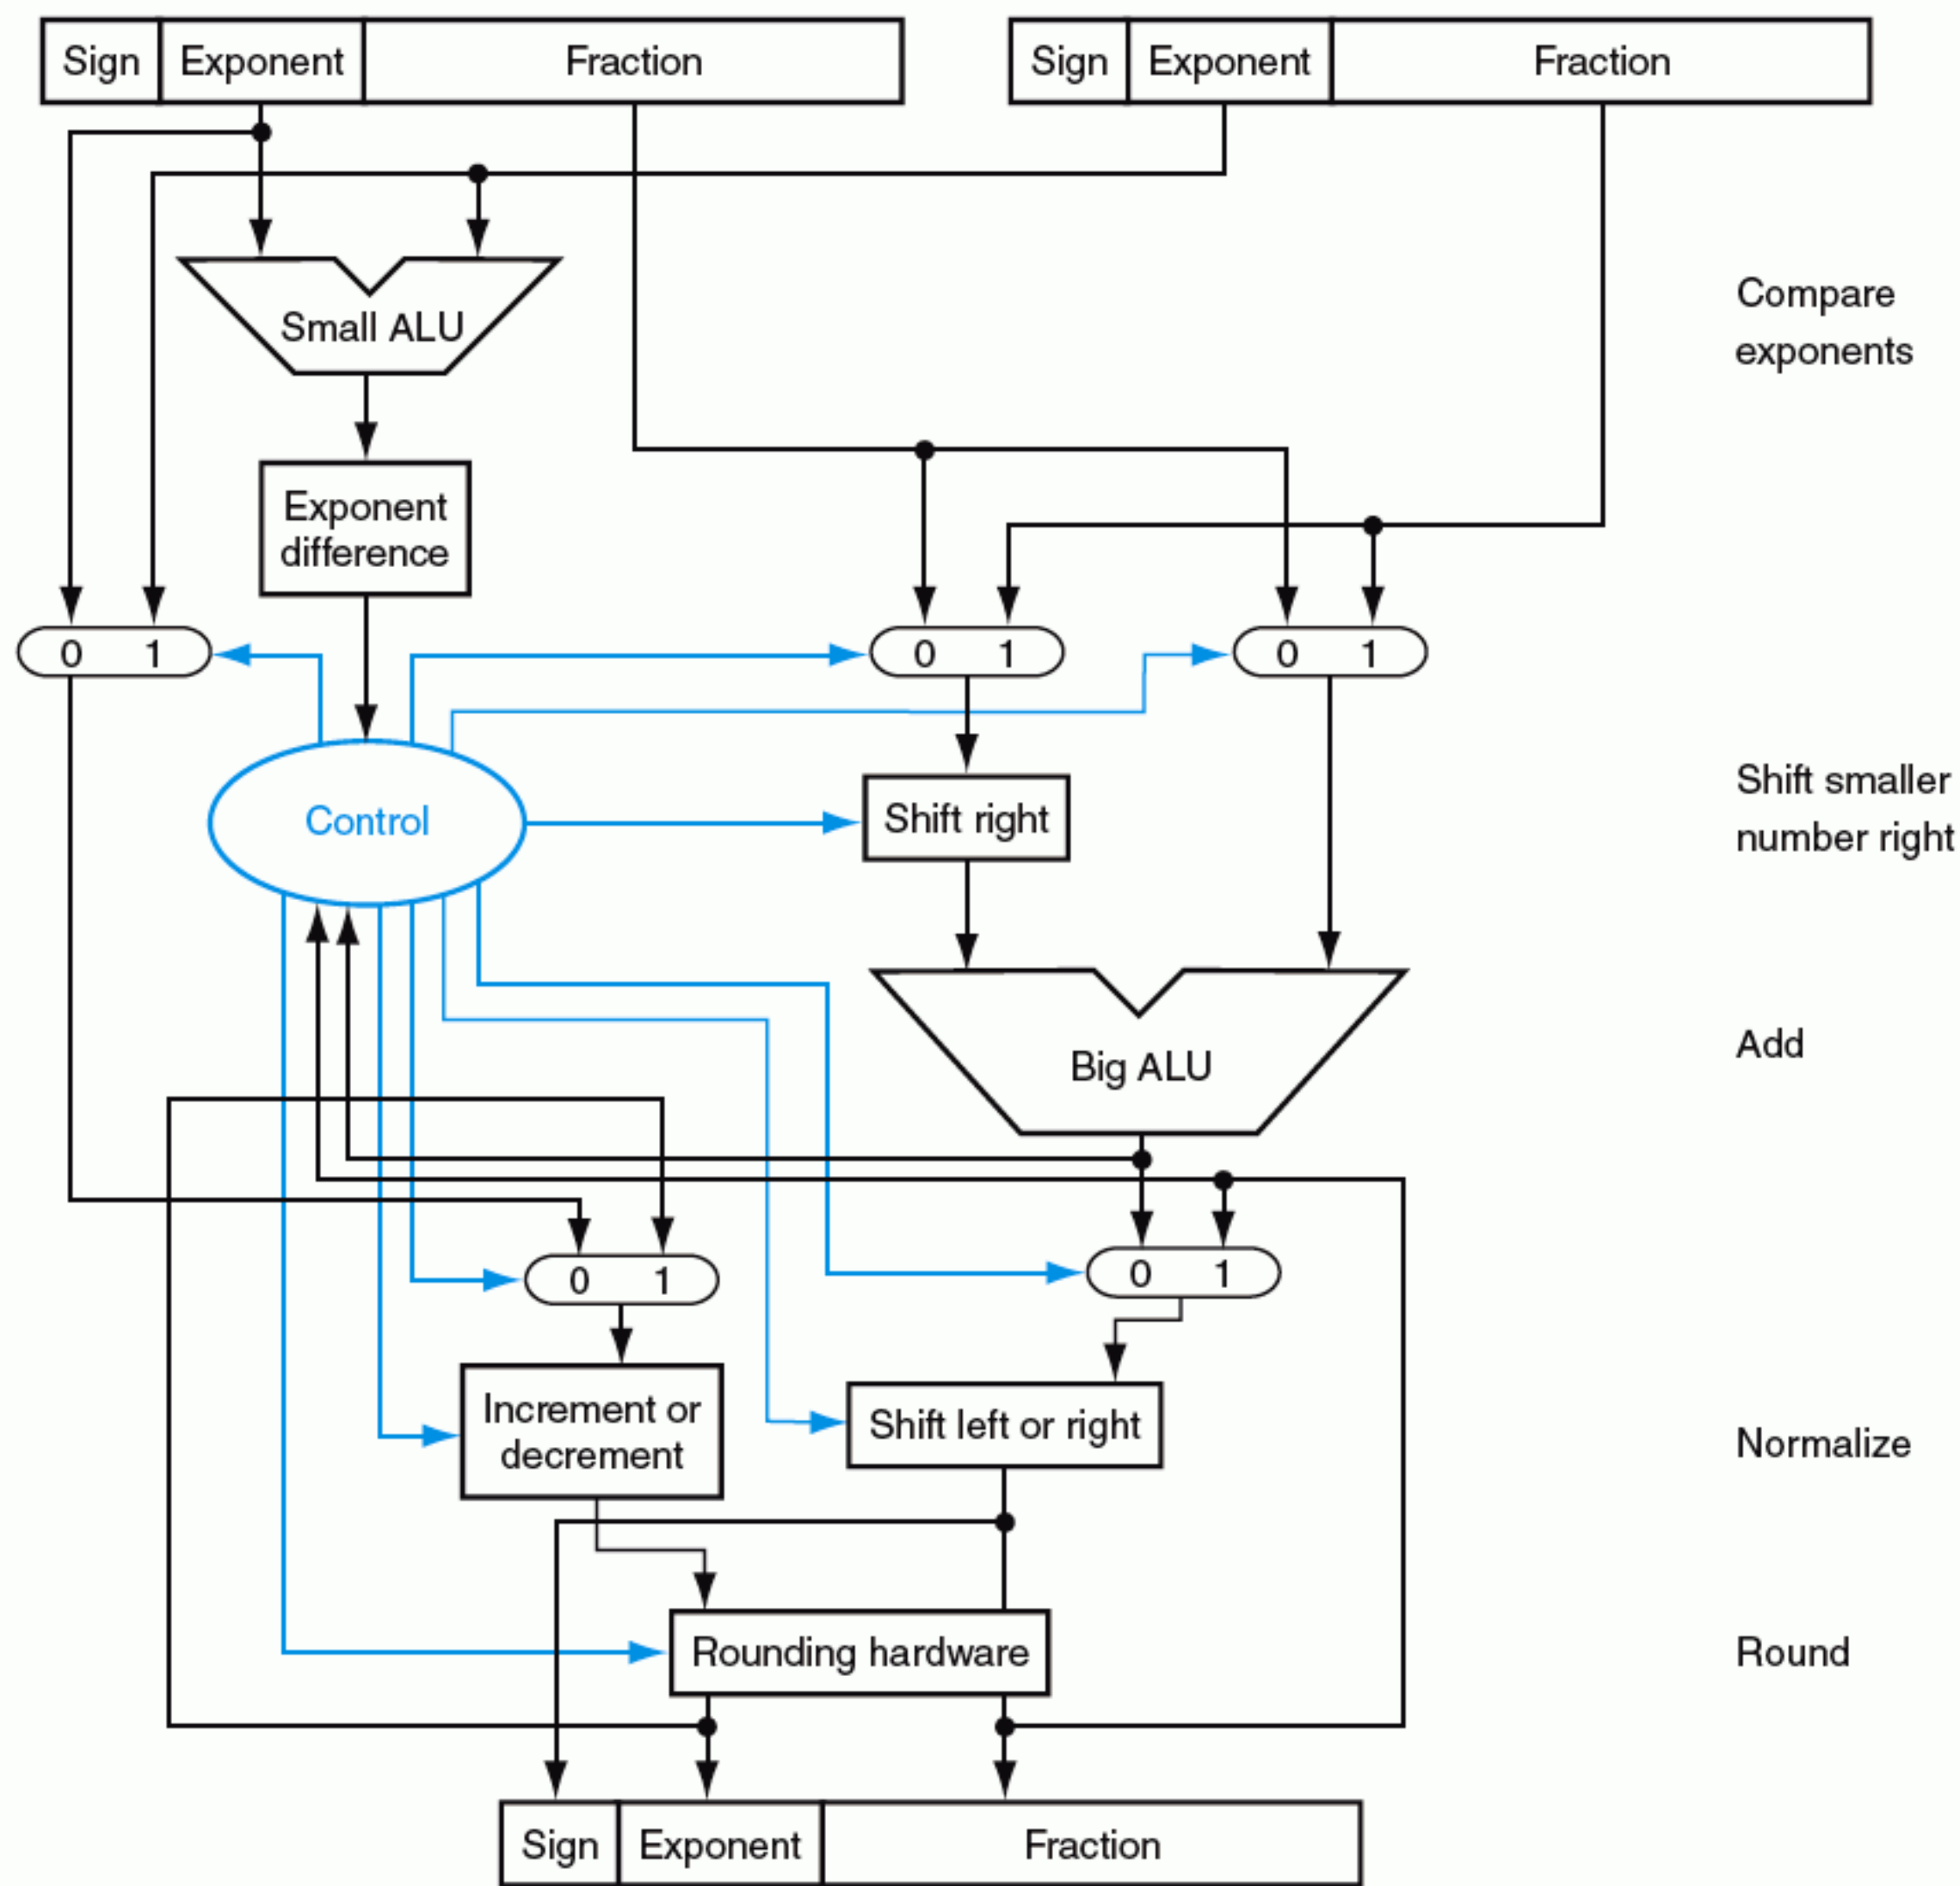 Sign Exponent Fraction
Sign Exponent Fraction
Small ALU
Compare
exponents
Exponent
difference
0 1
0 1
0 1
Control
Shift right
Shift smaller
number right
Big ALU
Add
0 1
0 1
Increment or
decrement
Shift left or right
Normalize
Rounding hardware
Round
Sign Exponent Fraction